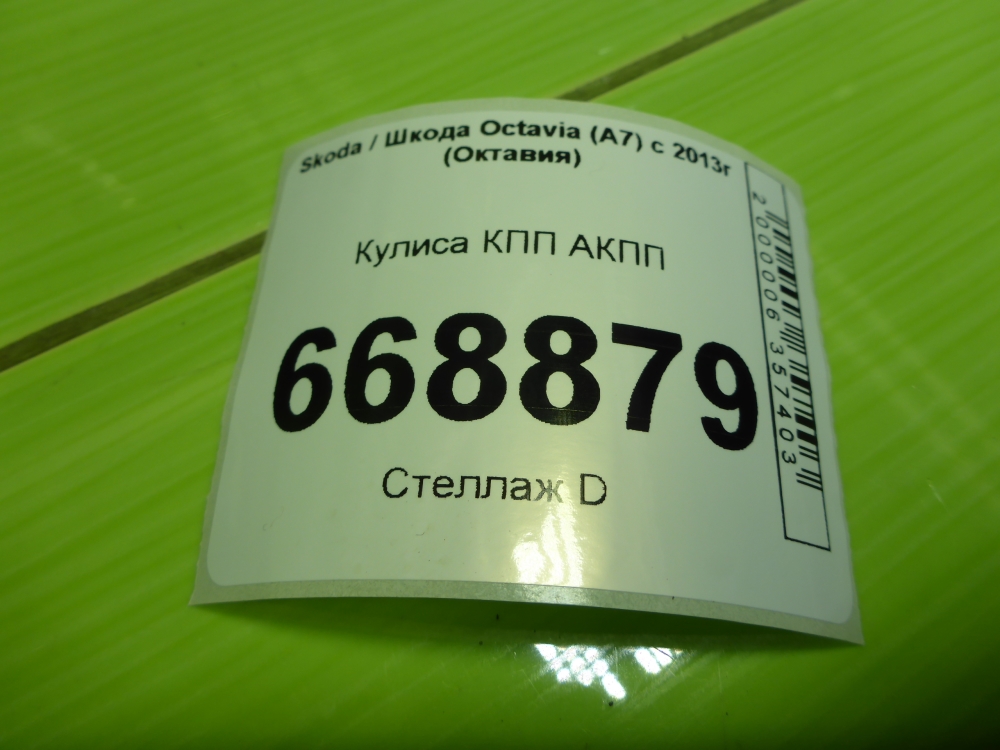 Skoda / Шкода Octavia (A7) с 2013г
(Октавия)
Кулиса КПП АКПП
668879
Стеллаж D
2000006357403